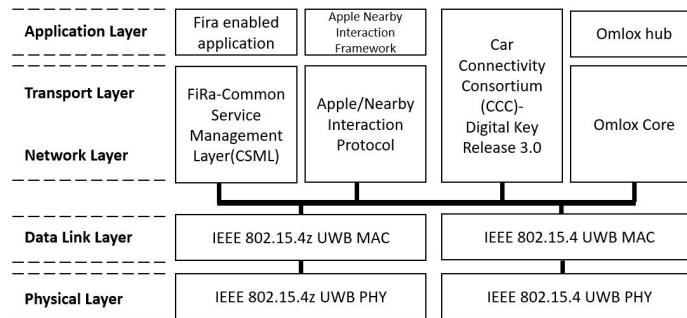 Application Layer
Fira enabled
application
Apple Nearby
Interaction
Framework
Car
Connectivity
Consortium
(CCC)-
Digital Key
Release 3.0
Omlox hub
Transport Layer
Network Layer
FiRa-Common
Service
Management
Layer(CSML)
Apple/Nearby
Interaction
Protocol
Omlox Core
Data Link Layer
IEEE 802.15.4z UWB MAC
IEEE 802.15.4 UWB MAC
Physical Layer
IEEE 802.15.4z UWB PHY
IEEE 802.15.4 UWB PHY